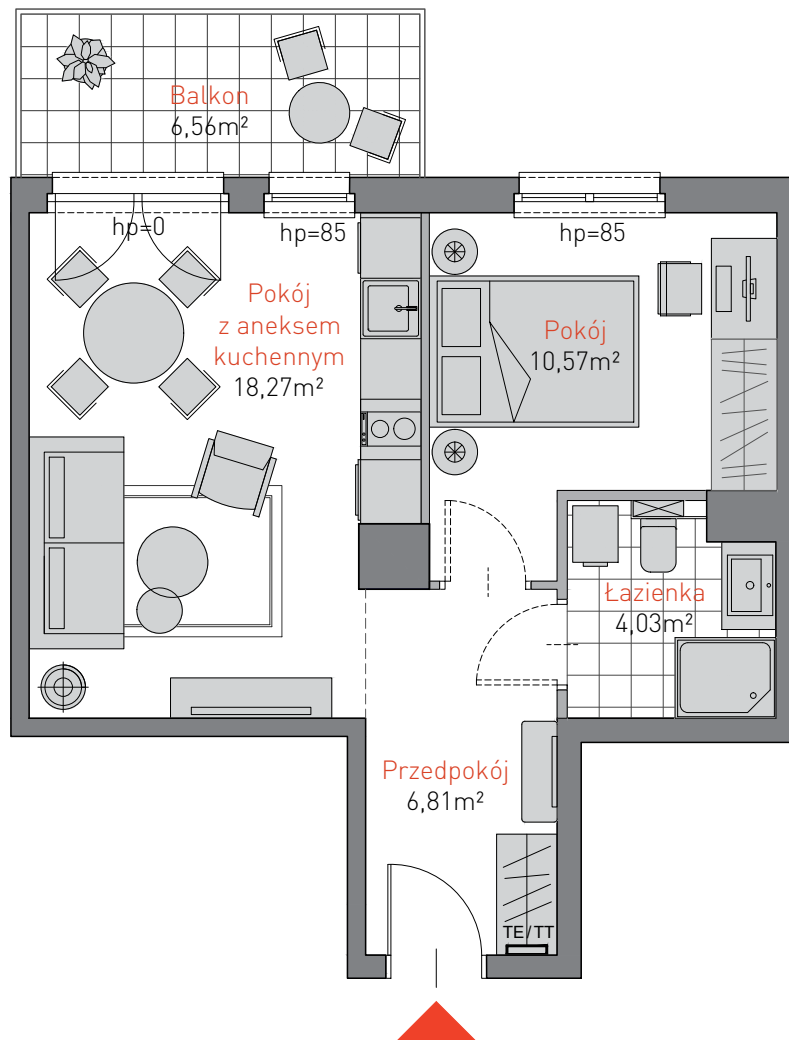 Balkon
6,56m²
hp=0
hp=85
hp=85
Pokój
z aneksem
kuchennym
18,27m²
Pokój
10,57m²
Łazienka
4,03m²
Przedpokój
6,81m²
TE/TT